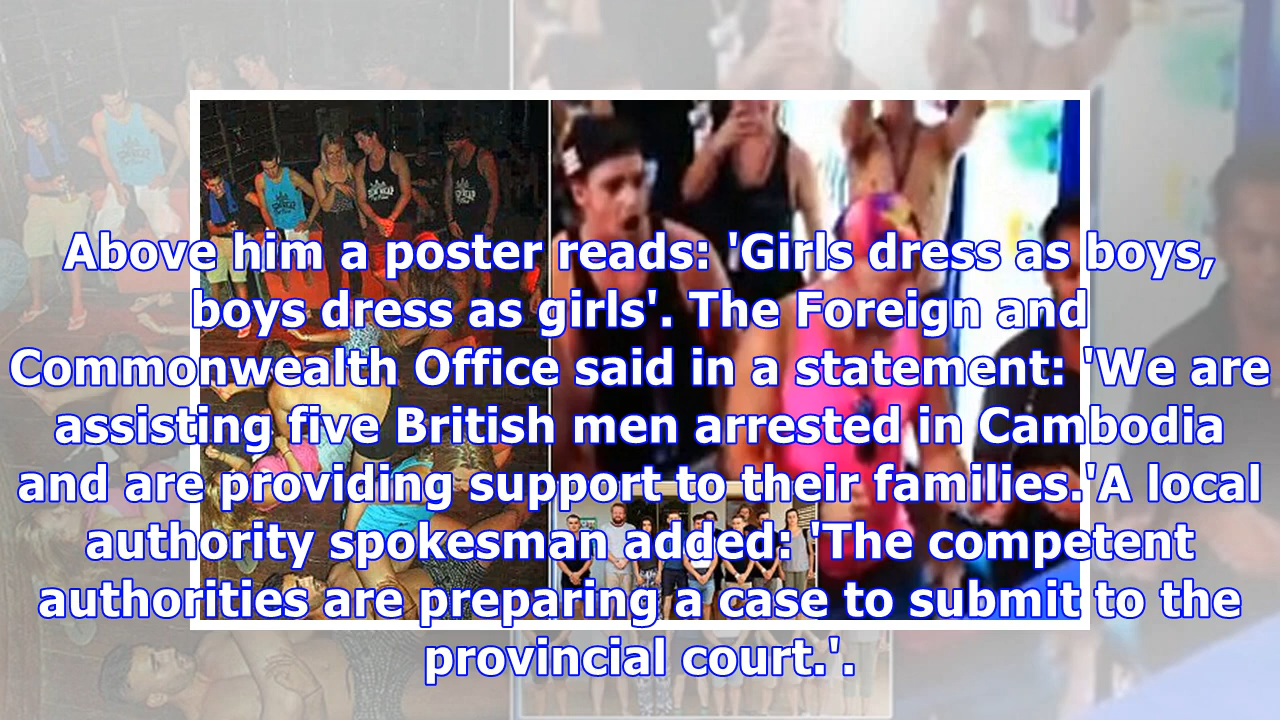 Above him a poster reads: 'Girls dress as boys,
boys dress as girls'. The Foreign and
Commonwealth Office said in a statement: 'We are
assisting five British men arrested in Cambodia
and are providing support to their families.'A local
authority spokesman added: 'The competent
authorities are preparing a case to submit to the
provincial court.'.